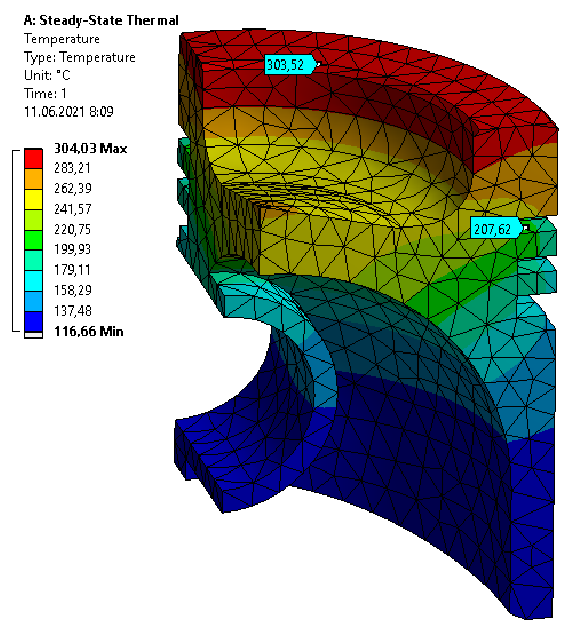 A: Steady-State Thermal
Temperature
Type: Temperature
Unit: °C
Time: 1
11.06.2021 8:09
304,03 Max
283,21
262,39
241,57
220,75
199,93
179,11
158,29
137,48
116,66 Min
303,52
207,62